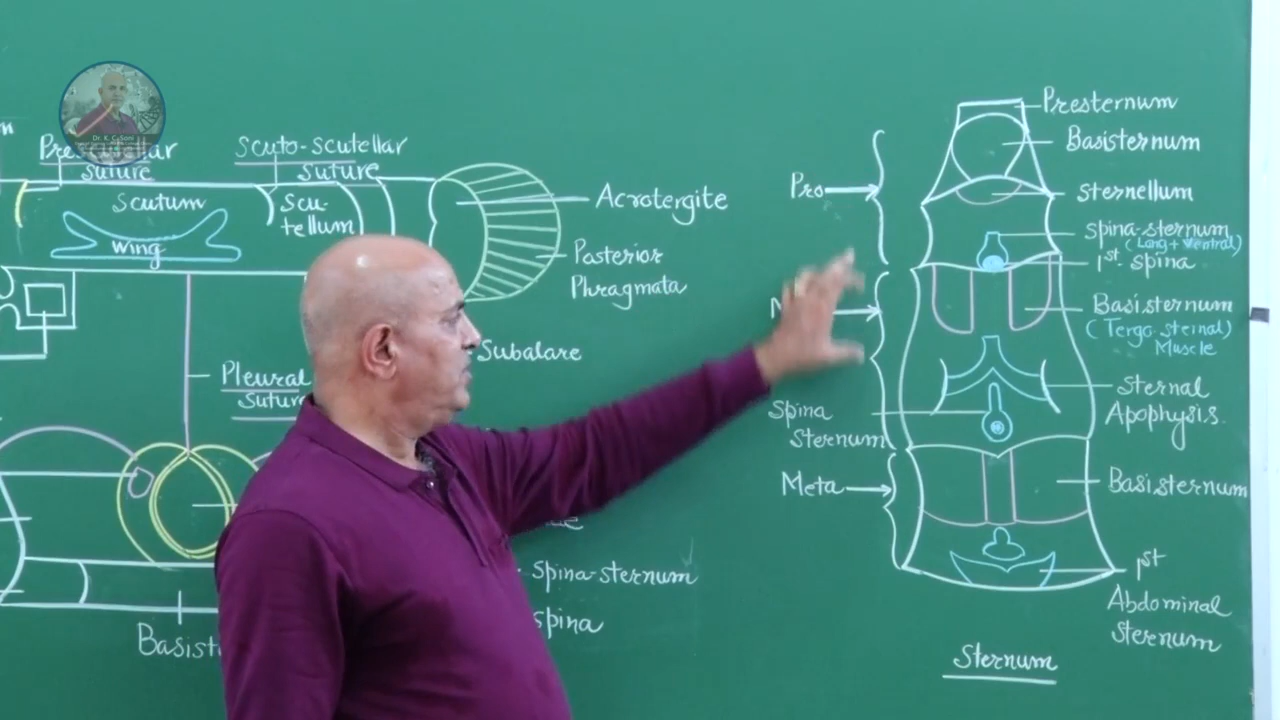 Dr. K. C. Soni
suture
Scuto-scutellar
suture
scutum
scu-
tellum
wing
Acrotergite
Posterior
Phragmata
Subalare
Pleural
suture
spina-sternum
spina
Pro
Spina
Sternum
Meta
Presternum
Basisternum
sternellum
spina-sternum
(Long + Ventral)
1st spina
Basisternum
(Tergo-sternal)
Muscle
Sternal
Apophysis.
Basisternum
1st
Abdominal
sternum
Sternum